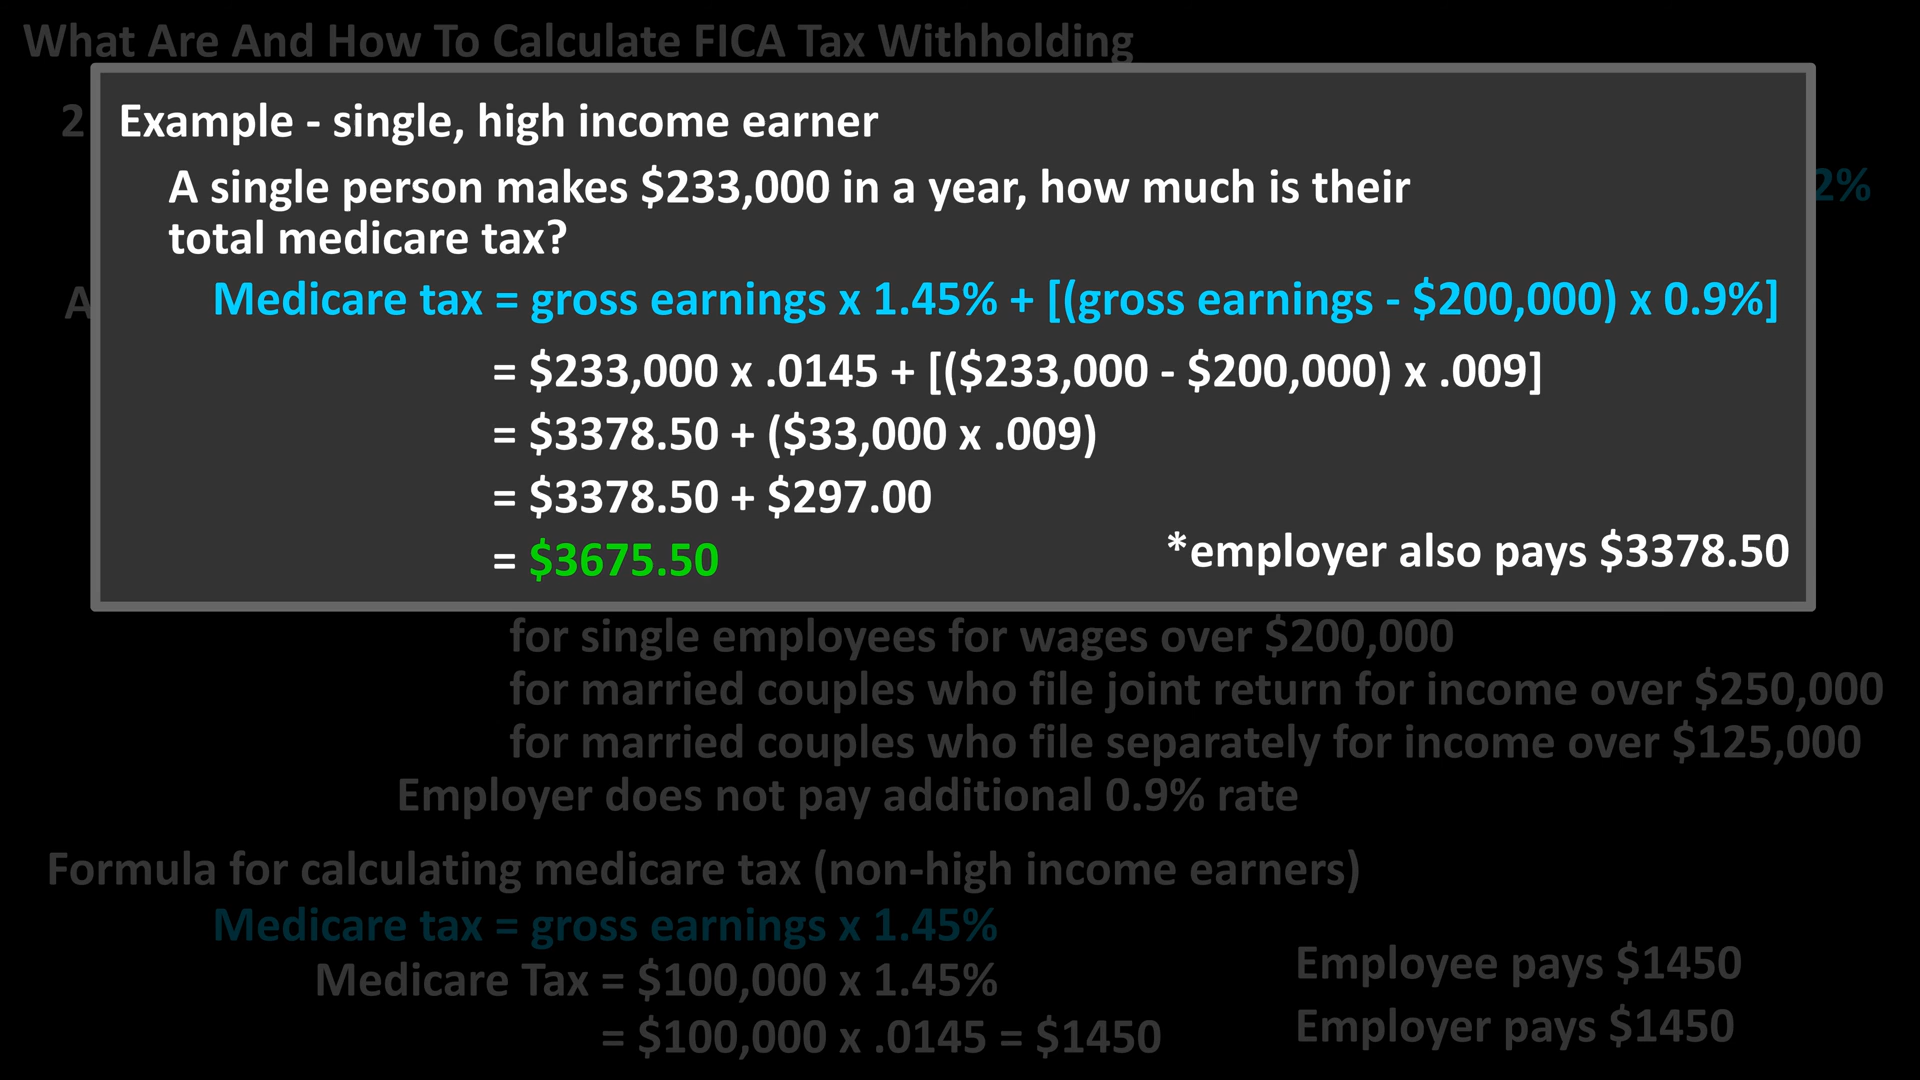 What Are And How To Calculate FICA Tax Withholding
2
Example - single, high income earner
A single person makes $233,000 in a year, how much is their
2%
total medicare tax?
A
Medicare tax = gross earnings x 1.45% + [(gross earnings - $200,000) x 0.9%]
= $233,000 x .0145 + [($233,000 - $200,000) x .009]
= $3378.50 + ($33,000 x .009)
= $3378.50 + $297.00
= $3675.50
*employer also pays $3378.50
for single employees for wages over $200,000
for married couples who file joint return for income over $250,000
for married couples who file separately for income over $125,000
Employer does not pay additional 0.9% rate
Formula for calculating medicare tax (non-high income earners)
Medicare tax = gross earnings x 1.45%
Medicare Tax = $100,000 x 1.45%
= $100,000 x .0145 = $1450
Employee pays $1450
Employer pays $1450